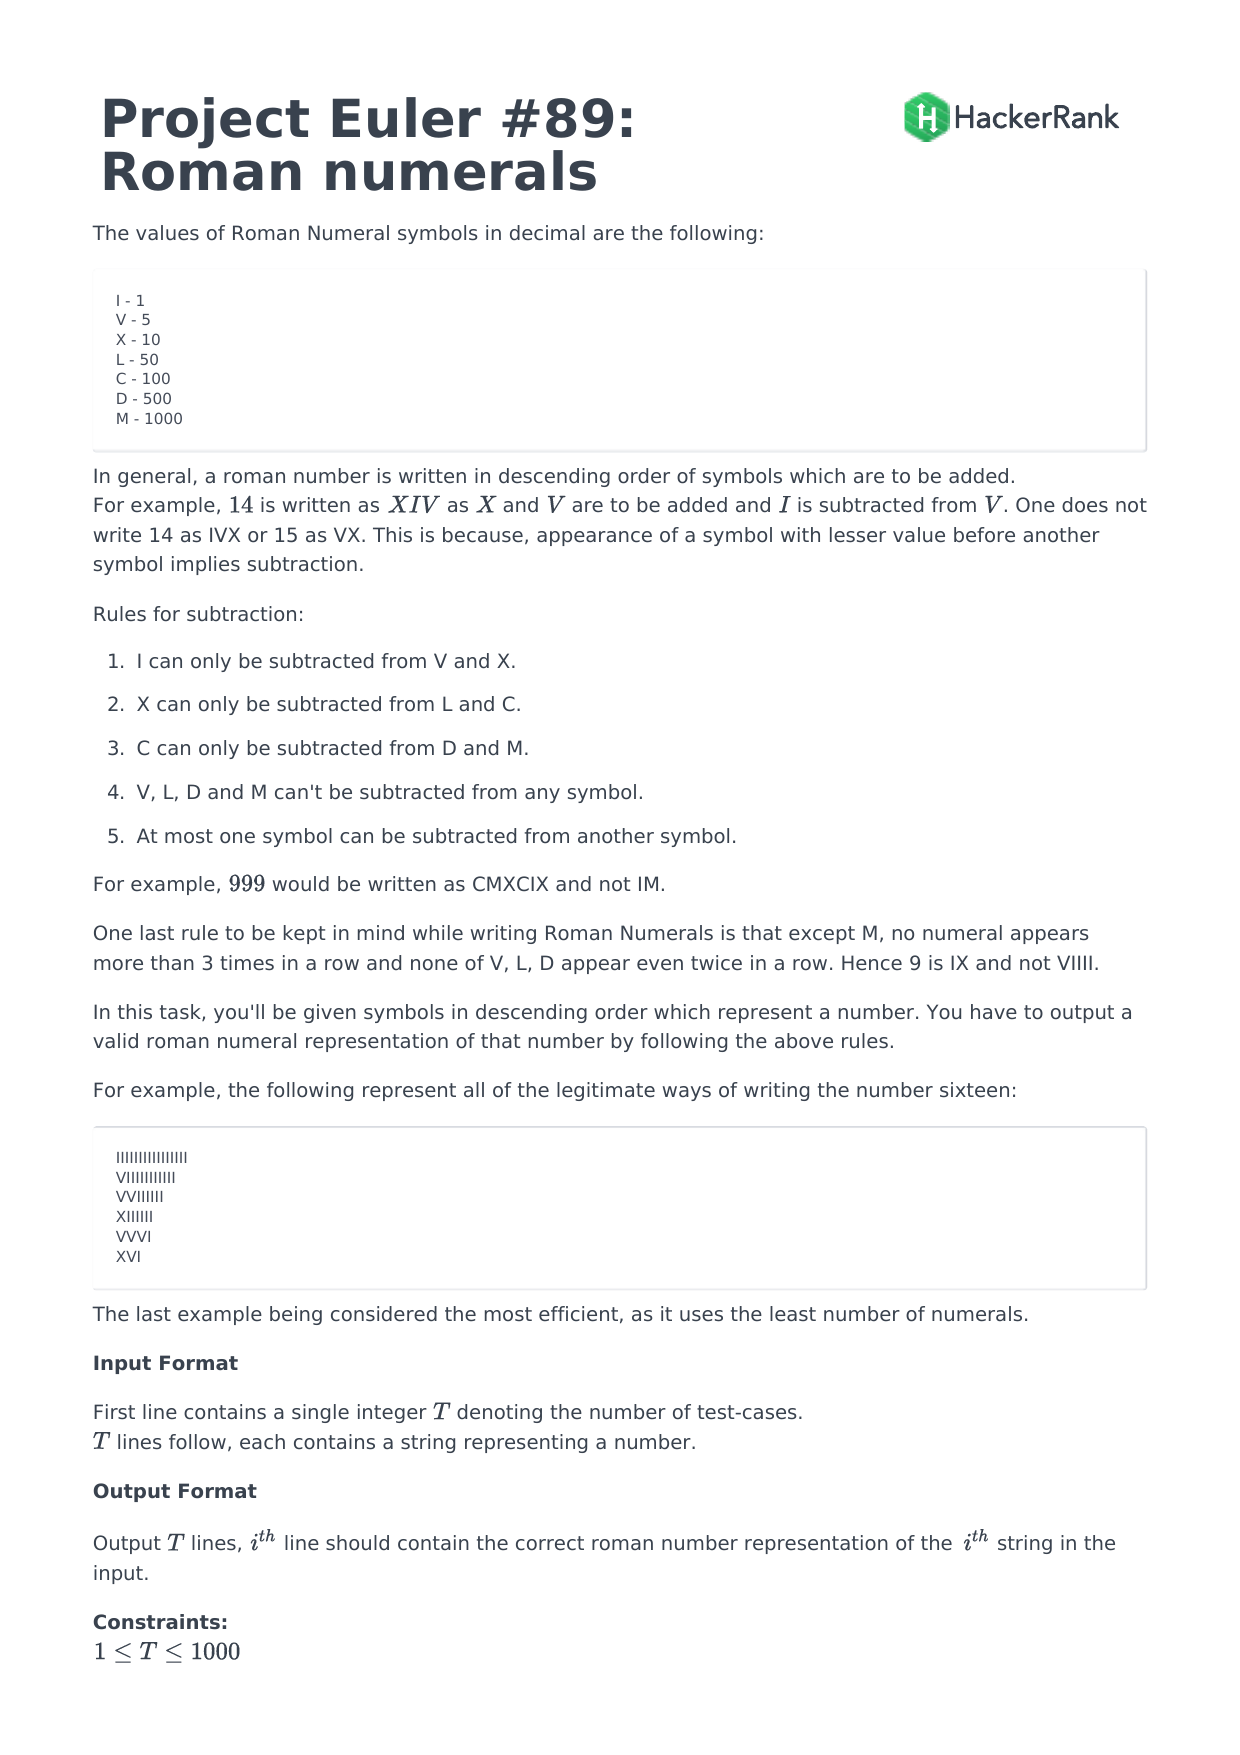 Project Euler #89:
Roman numerals
HackerRank
The values of Roman Numeral symbols in decimal are the following:
I - 1
V - 5
X - 10
L - 50
C - 100
D - 500
M - 1000
In general, a roman number is written in descending order of symbols which are to be added.
For example, 14 is written as XIV as X and V are to be added and I is subtracted from V. One does not
write 14 as IVX or 15 as VX. This is because, appearance of a symbol with lesser value before another
symbol implies subtraction.
Rules for subtraction:
1. I can only be subtracted from V and X.
2. X can only be subtracted from L and C.
3. C can only be subtracted from D and M.
4. V, L, D and M can't be subtracted from any symbol.
5. At most one symbol can be subtracted from another symbol.
For example, 999 would be written as CMXCIX and not IM.
One last rule to be kept in mind while writing Roman Numerals is that except M, no numeral appears
more than 3 times in a row and none of V, L, D appear even twice in a row. Hence 9 is IX and not VIIII.
In this task, you'll be given symbols in descending order which represent a number. You have to output a
valid roman numeral representation of that number by following the above rules.
For example, the following represent all of the legitimate ways of writing the number sixteen:
IIIIIIIIIIIIIIII
VIIIIIIIIIII
VVIIIIII
XIIIIII
VVVI
XVI
The last example being considered the most efficient, as it uses the least number of numerals.
Input Format
First line contains a single integer T denoting the number of test-cases.
T lines follow, each contains a string representing a number.
Output Format
Output T lines, i^th line should contain the correct roman number representation of the i^th string in the
input.
Constraints:
1 ≤ T ≤ 1000